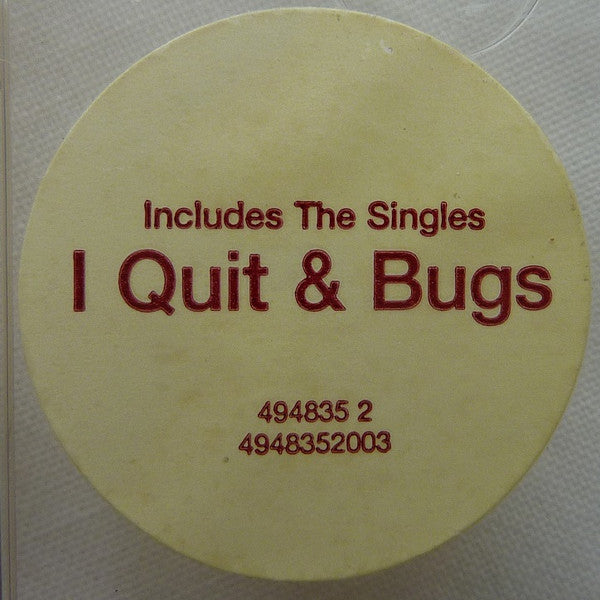 Includes The Singles
I Quit & Bugs
494835 2
4948352003